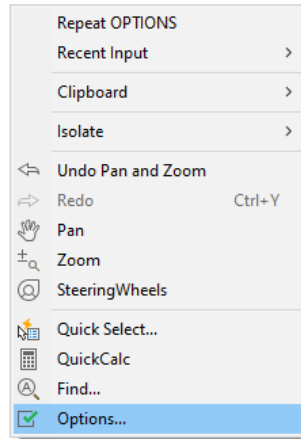 Repeat OPTIONS
Recent Input >
Clipboard >
Isolate >
Undo Pan and Zoom
Redo Ctrl+Y
Pan
Zoom
SteeringWheels
Quick Select...
QuickCalc
Find...
Options...